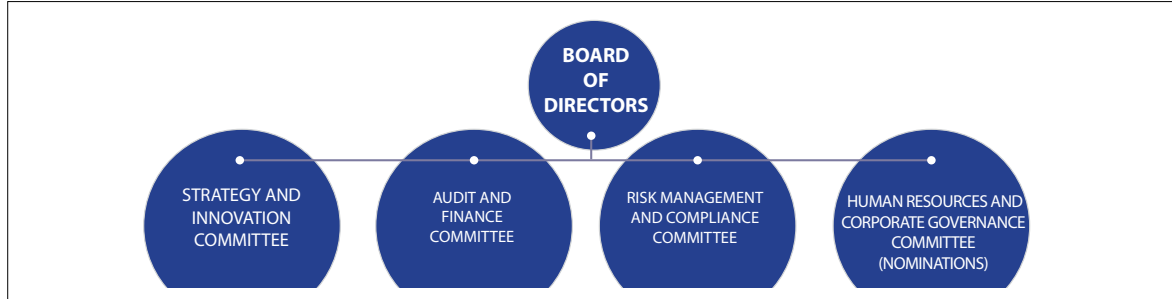 BOARD
OF
DIRECTORS
STRATEGY AND
INNOVATION
COMMITTEE
AUDIT AND
FINANCE
COMMITTEE
RISK MANAGEMENT
AND COMPLIANCE
COMMITTEE
HUMAN RESOURCES AND
CORPORATE GOVERNANCE
COMMITTEE
(NOMINATIONS)